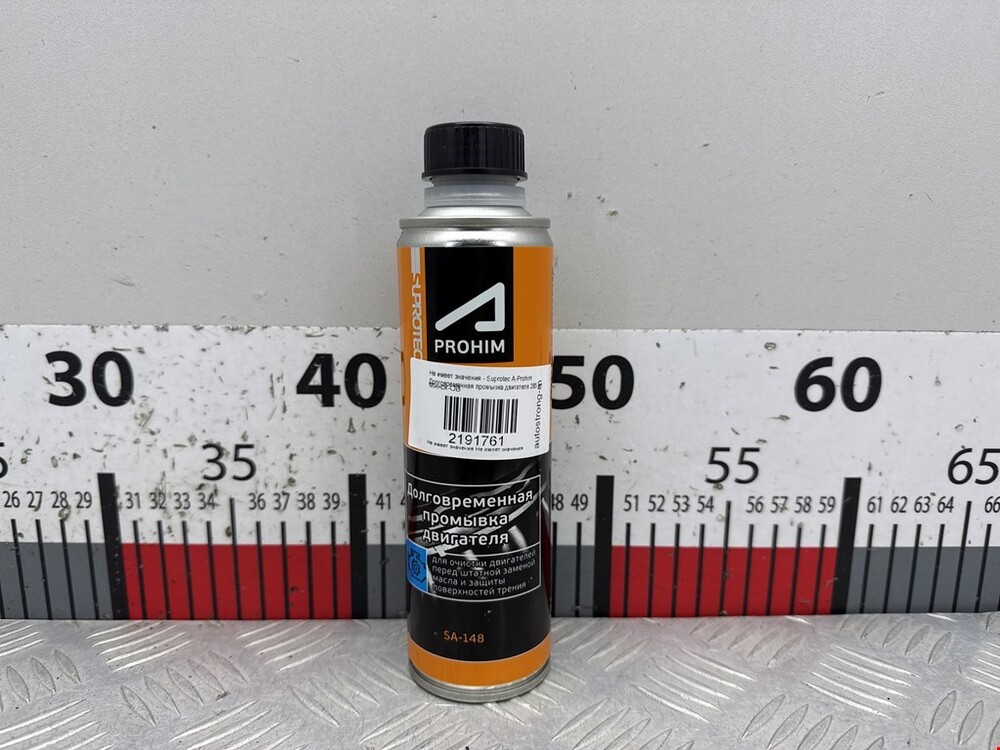 SUPROTEC
A
PROHIM
Не имеет значения - Suprotec A-Prohim
Долговременная промывка двигателя 285
2191761
Не имеет значения Не имеет значения
autostrong-m
Долговременная
промывка
двигателя
для очистки двигателей
перед штатной заменой
масла и защиты
поверхностей трения
SA-148
30 40 50 60
35 55 65
26 27 28 29 31 32 33 34 36 37 38 39 41 49 51 52 53 54 56 57 58 59 61 62 63 64 66